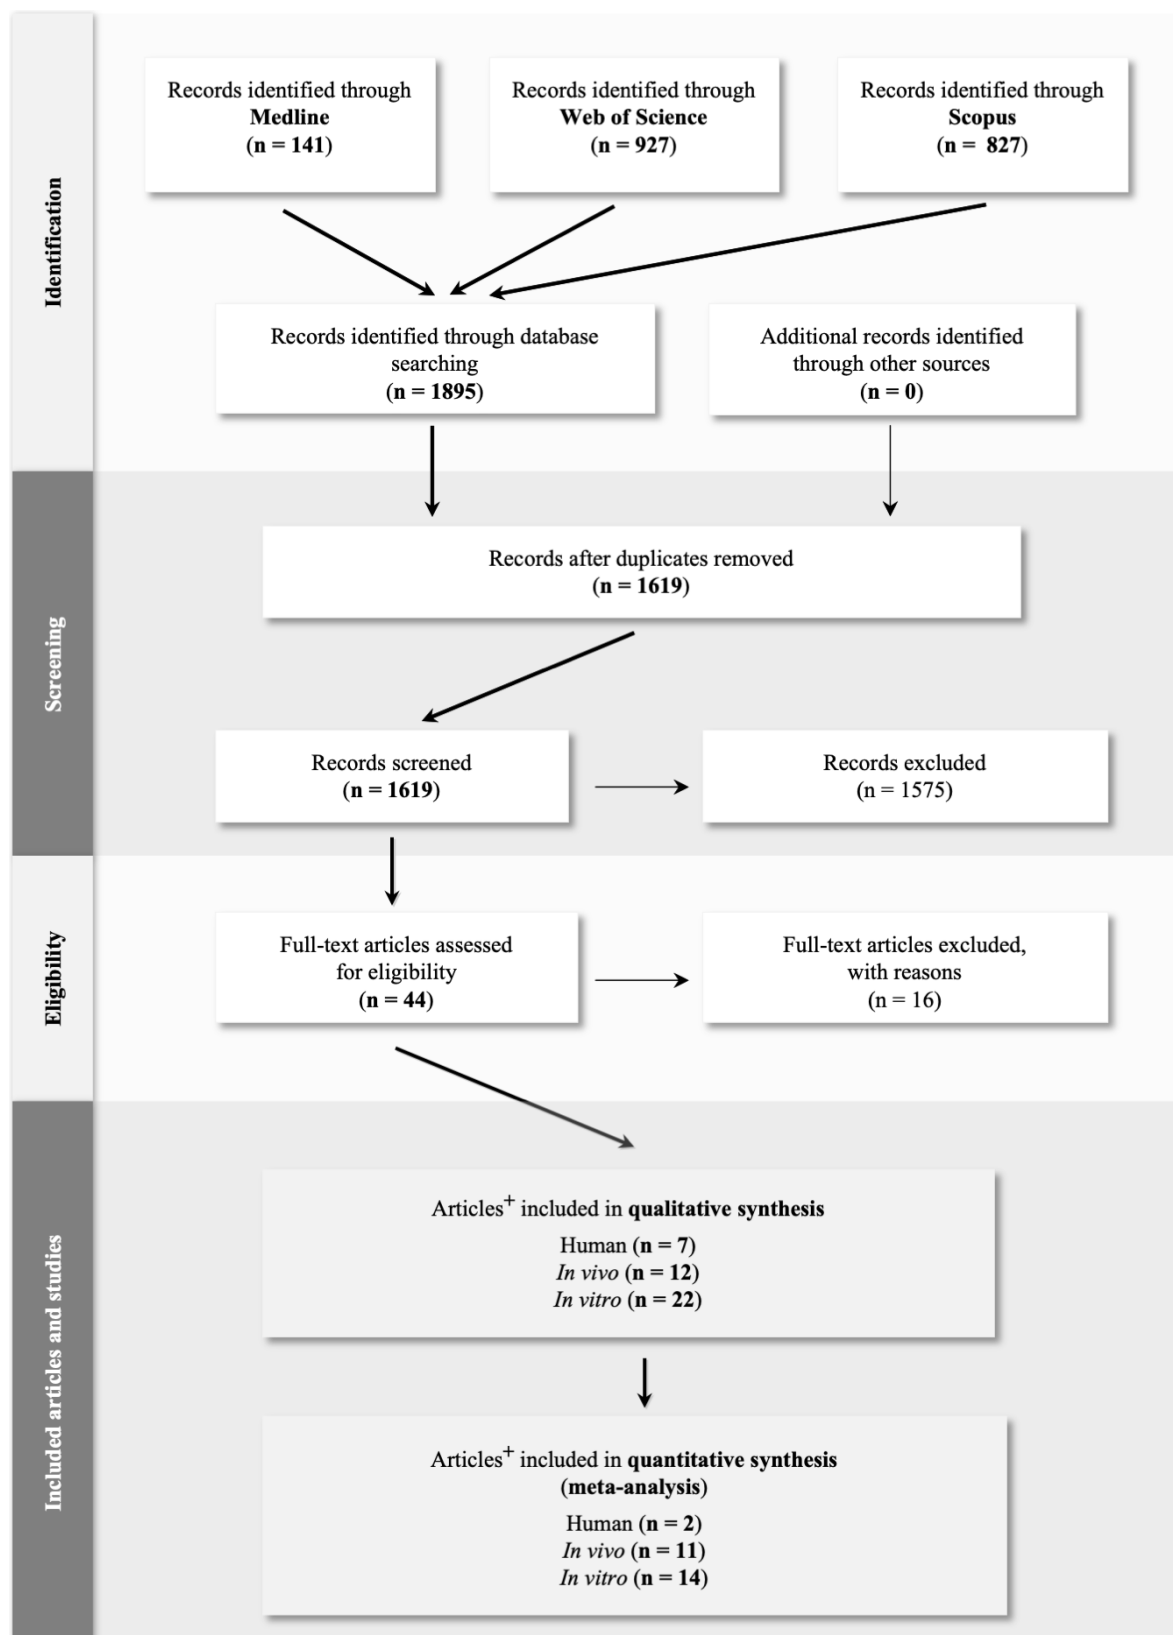 Identification
Records identified through
Medline
(n = 141)
Records identified through
Web of Science
(n = 927)
Records identified through
Scopus
(n =  827)
Records identified through database
searching
(n = 1895)
Additional records identified
through other sources
(n = 0)
Screening
Records after duplicates removed
(n = 1619)
Records screened
(n = 1619)
Records excluded
(n = 1575)
Eligibility
Full-text articles assessed
for eligibility
(n = 44)
Full-text articles excluded,
with reasons
(n = 16)
Included articles and studies
Articles+ included in qualitative synthesis
Human (n = 7)
In vivo (n = 12)
In vitro (n = 22)
Articles+ included in quantitative synthesis
(meta-analysis)
Human (n = 2)
In vivo (n = 11)
In vitro (n = 14)